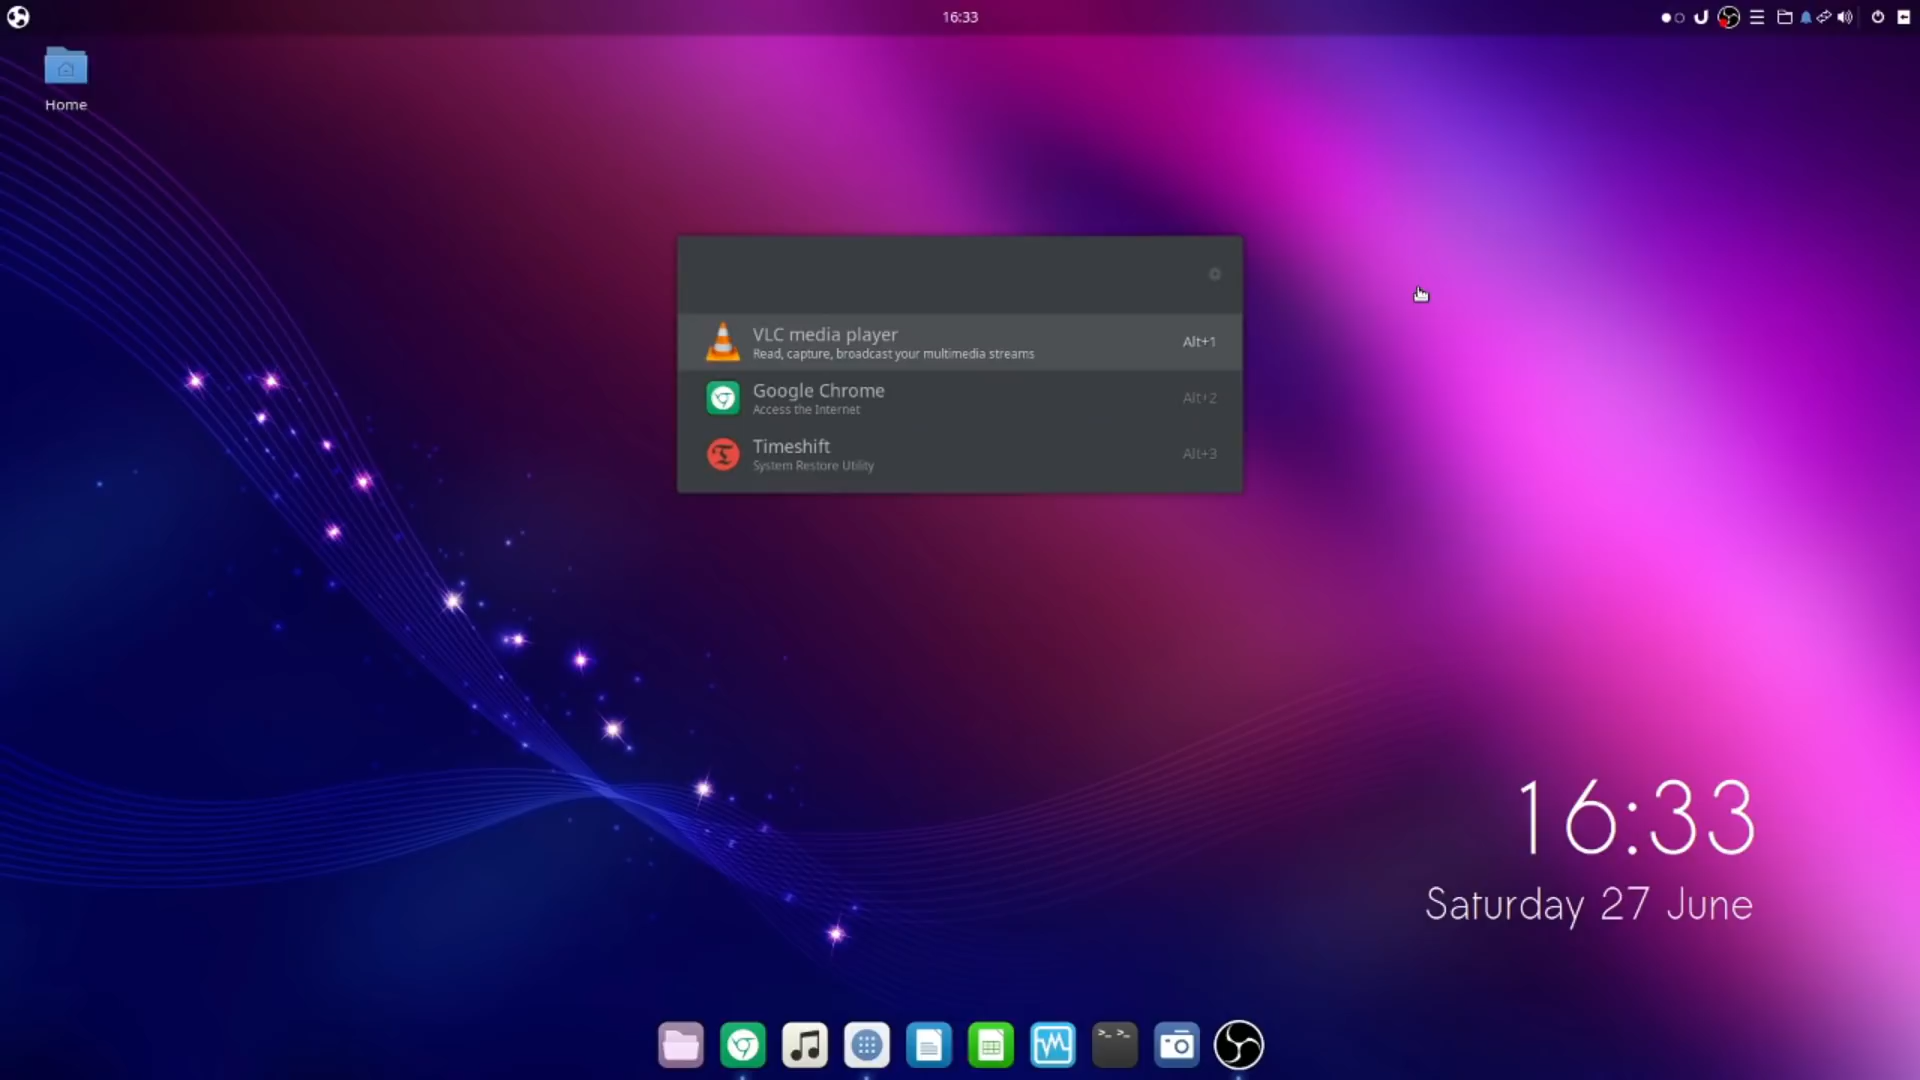 16:33
Home
VLC media player
Read, capture, broadcast your multimedia streams
Alt+1
Google Chrome
Access the Internet
Alt+2
Timeshift
System Restore Utility
Alt+3
16:33
Saturday 27 June
>_ >_